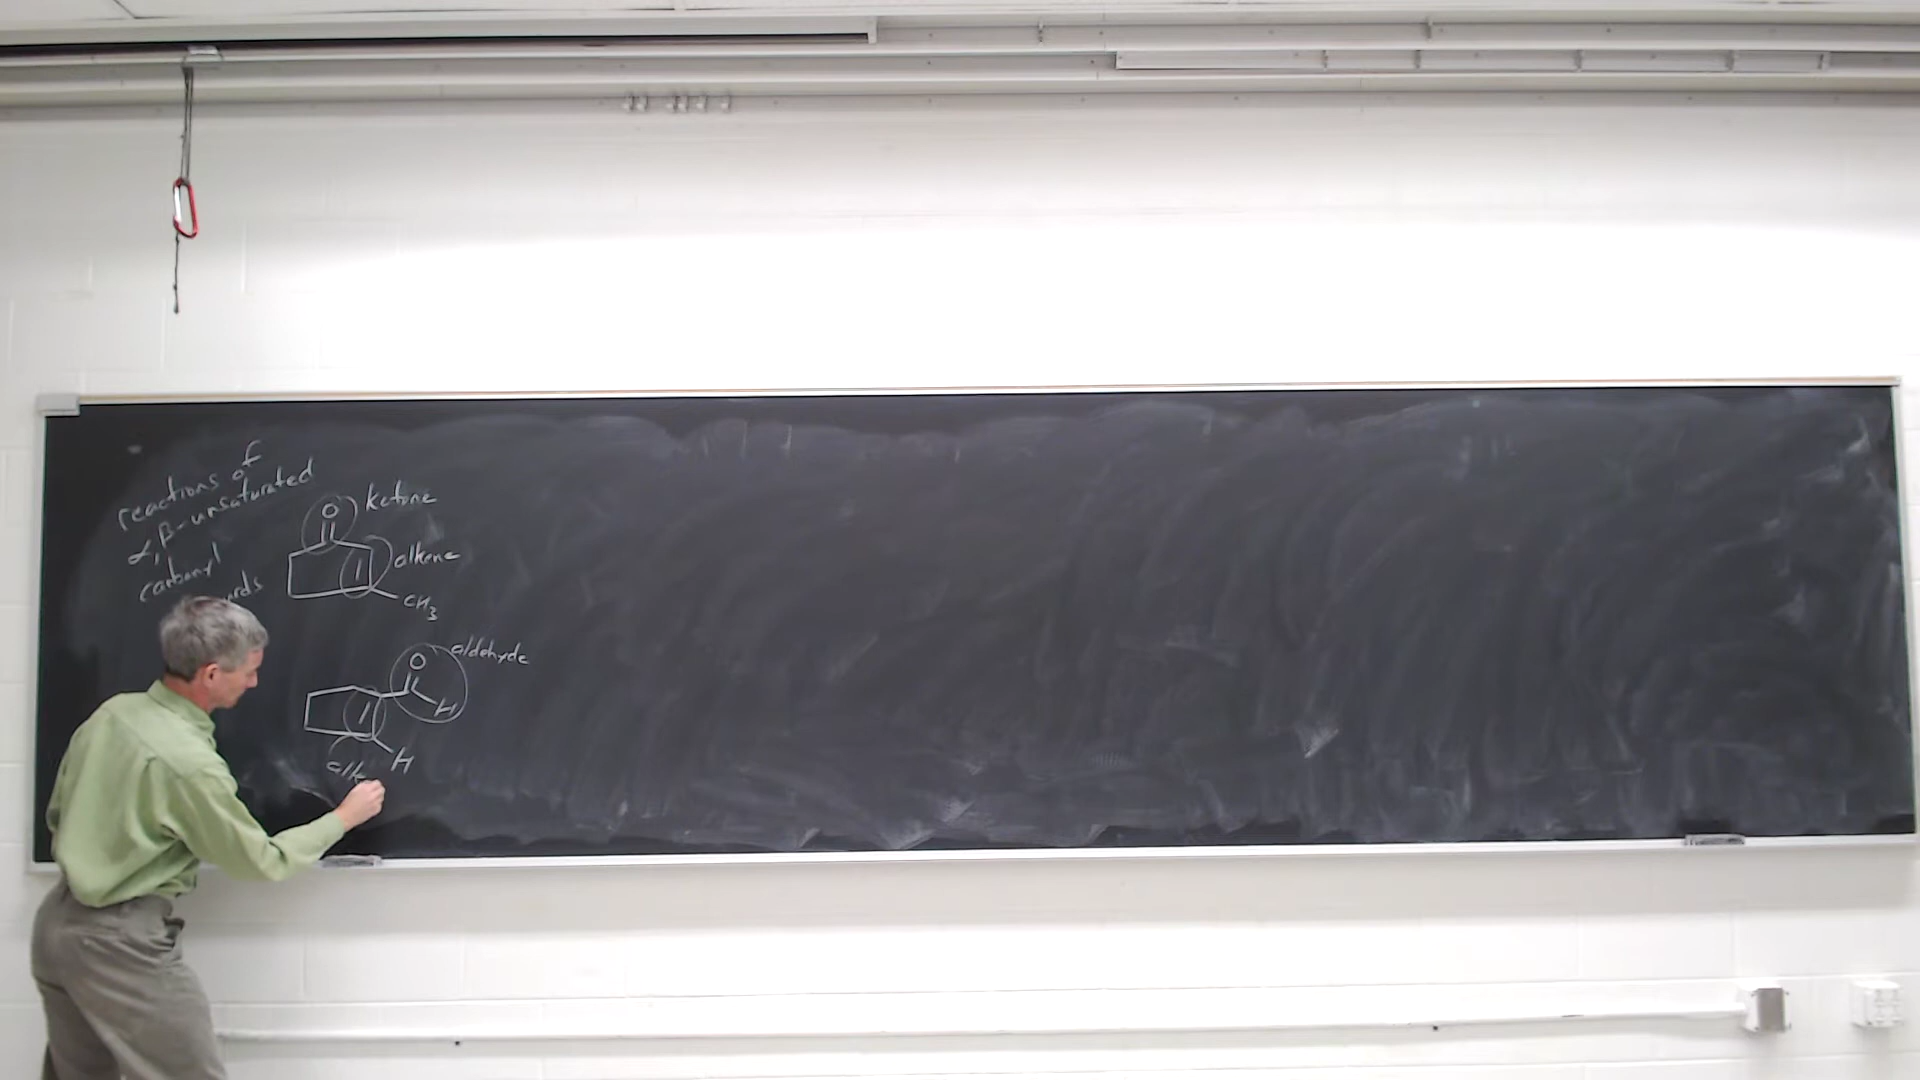 reactions of
α,β-unsaturated
carbonyl
O
ketone
alkene
CH3
O
aldehyde
H
H
alk